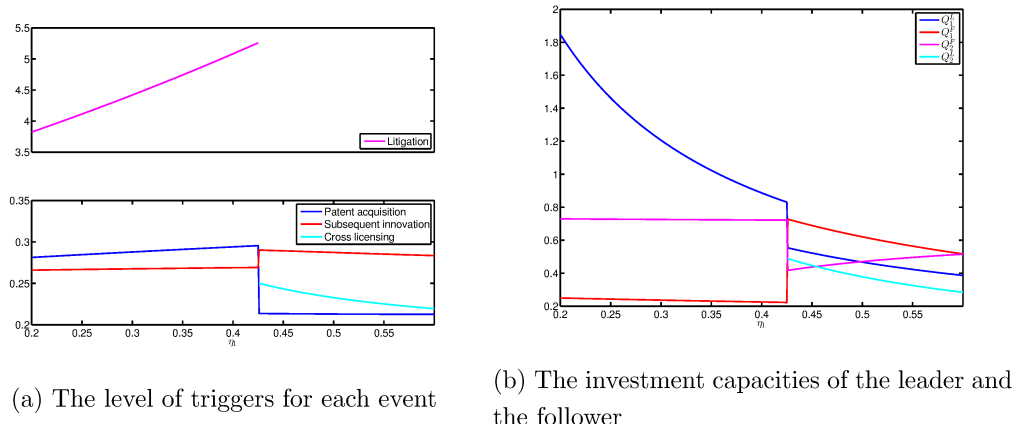 5.5
5
4.5
4
3.5
Litigation
0.35
0.3
0.25
0.2
Patent acquisition
Subsequent innovation
Cross licensing
0.2 0.25 0.3 0.35 0.4 0.45 0.5 0.55
(a) The level of triggers for each event
2
1.8
1.6
1.4
1.2
1
0.8
0.6
0.4
0.2
0.2 0.25 0.3 0.35 0.4 0.45 0.5 0.55
(b) The investment capacities of the leader and
the follower